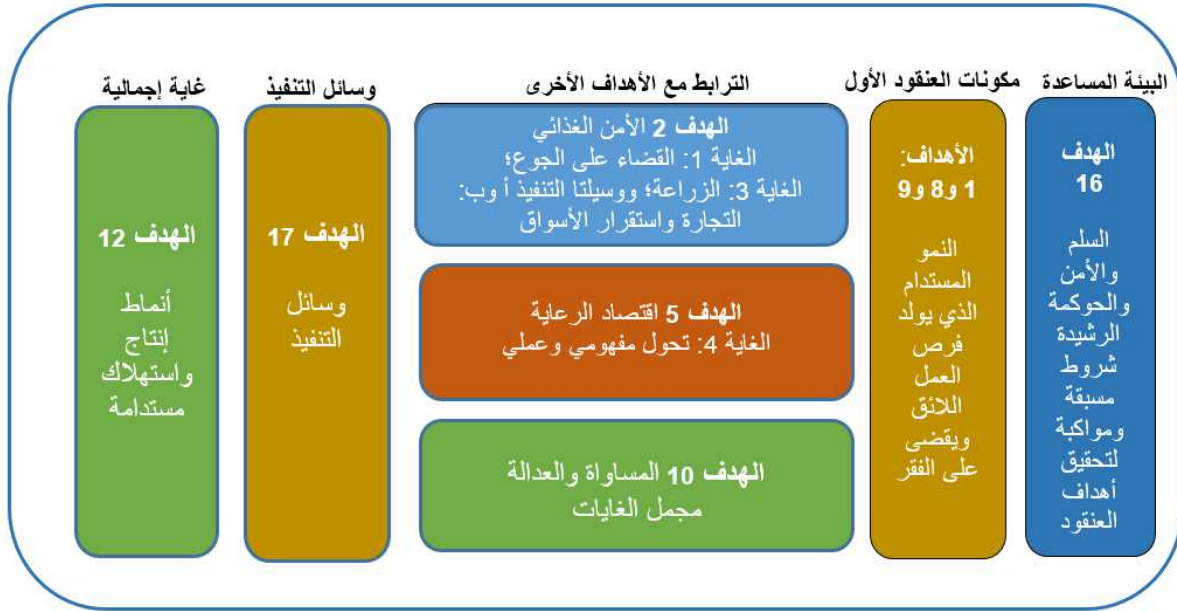 البيئة المساعدة
الهدف
16
السلم
والأمن
والحوكمة
الرشيدة
شروط
مسبقة
ومواكبة
لتحقيق
أهداف
العنقود
مكونات العنقود الأول
الأهداف:
1 و8 و9
النمو
المستدام
الذي يولد
فرص
العمل
اللائق
ويقضى
على الفقر
الترابط مع الأهداف الأخرى
الهدف 2 الأمن الغذائي
الغاية 1: القضاء على الجوع؛
الغاية 3: الزراعة؛ ووسيلتا التنفيذ أ وب:
التجارة واستقرار الأسواق
الهدف 5 اقتصاد الرعاية
الغاية 4: تحول مفهومي وعملي
الهدف 10 المساواة والعدالة
مجمل الغايات
وسائل التنفيذ
الهدف 17
وسائل
التنفيذ
غاية إجمالية
الهدف 12
أنماط
إنتاج
واستهلاك
مستدامة